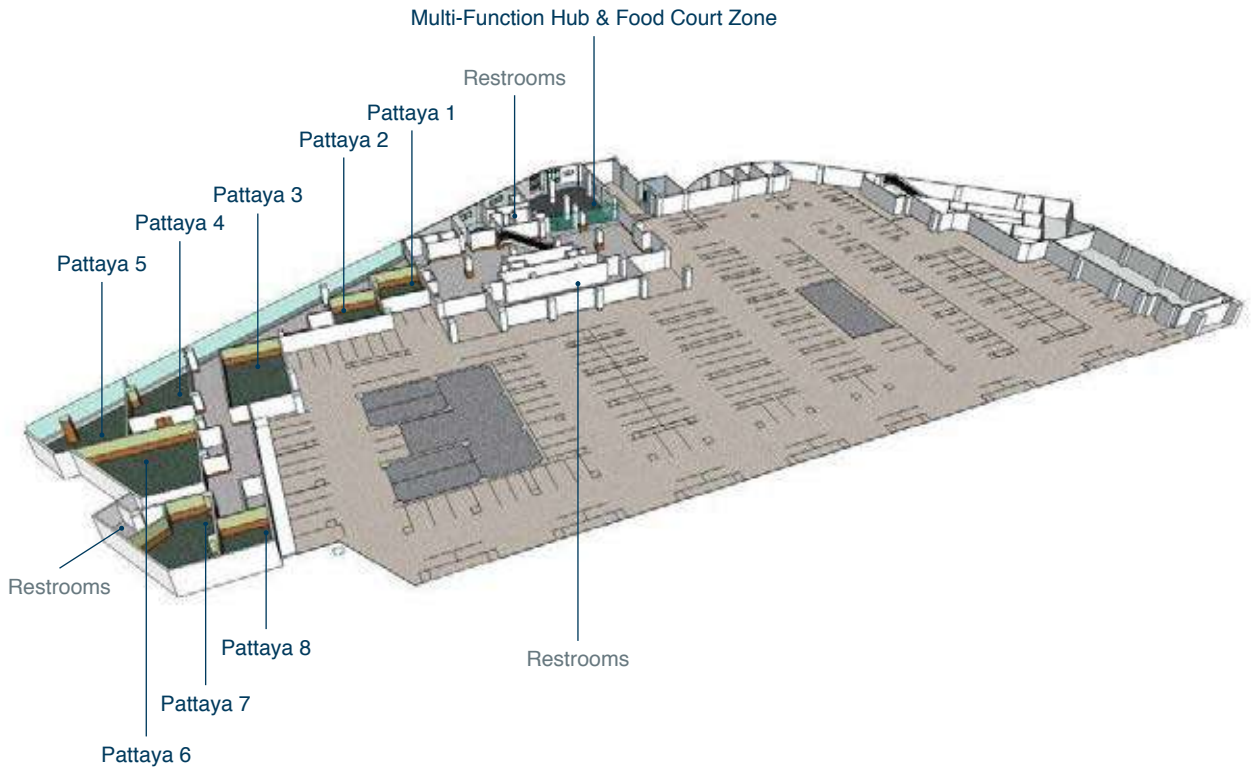 Multi-Function Hub & Food Court Zone
Restrooms
Pattaya 1
Pattaya 2
Pattaya 3
Pattaya 4
Pattaya 5
Restrooms
Pattaya 8
Restrooms
Pattaya 7
Pattaya 6